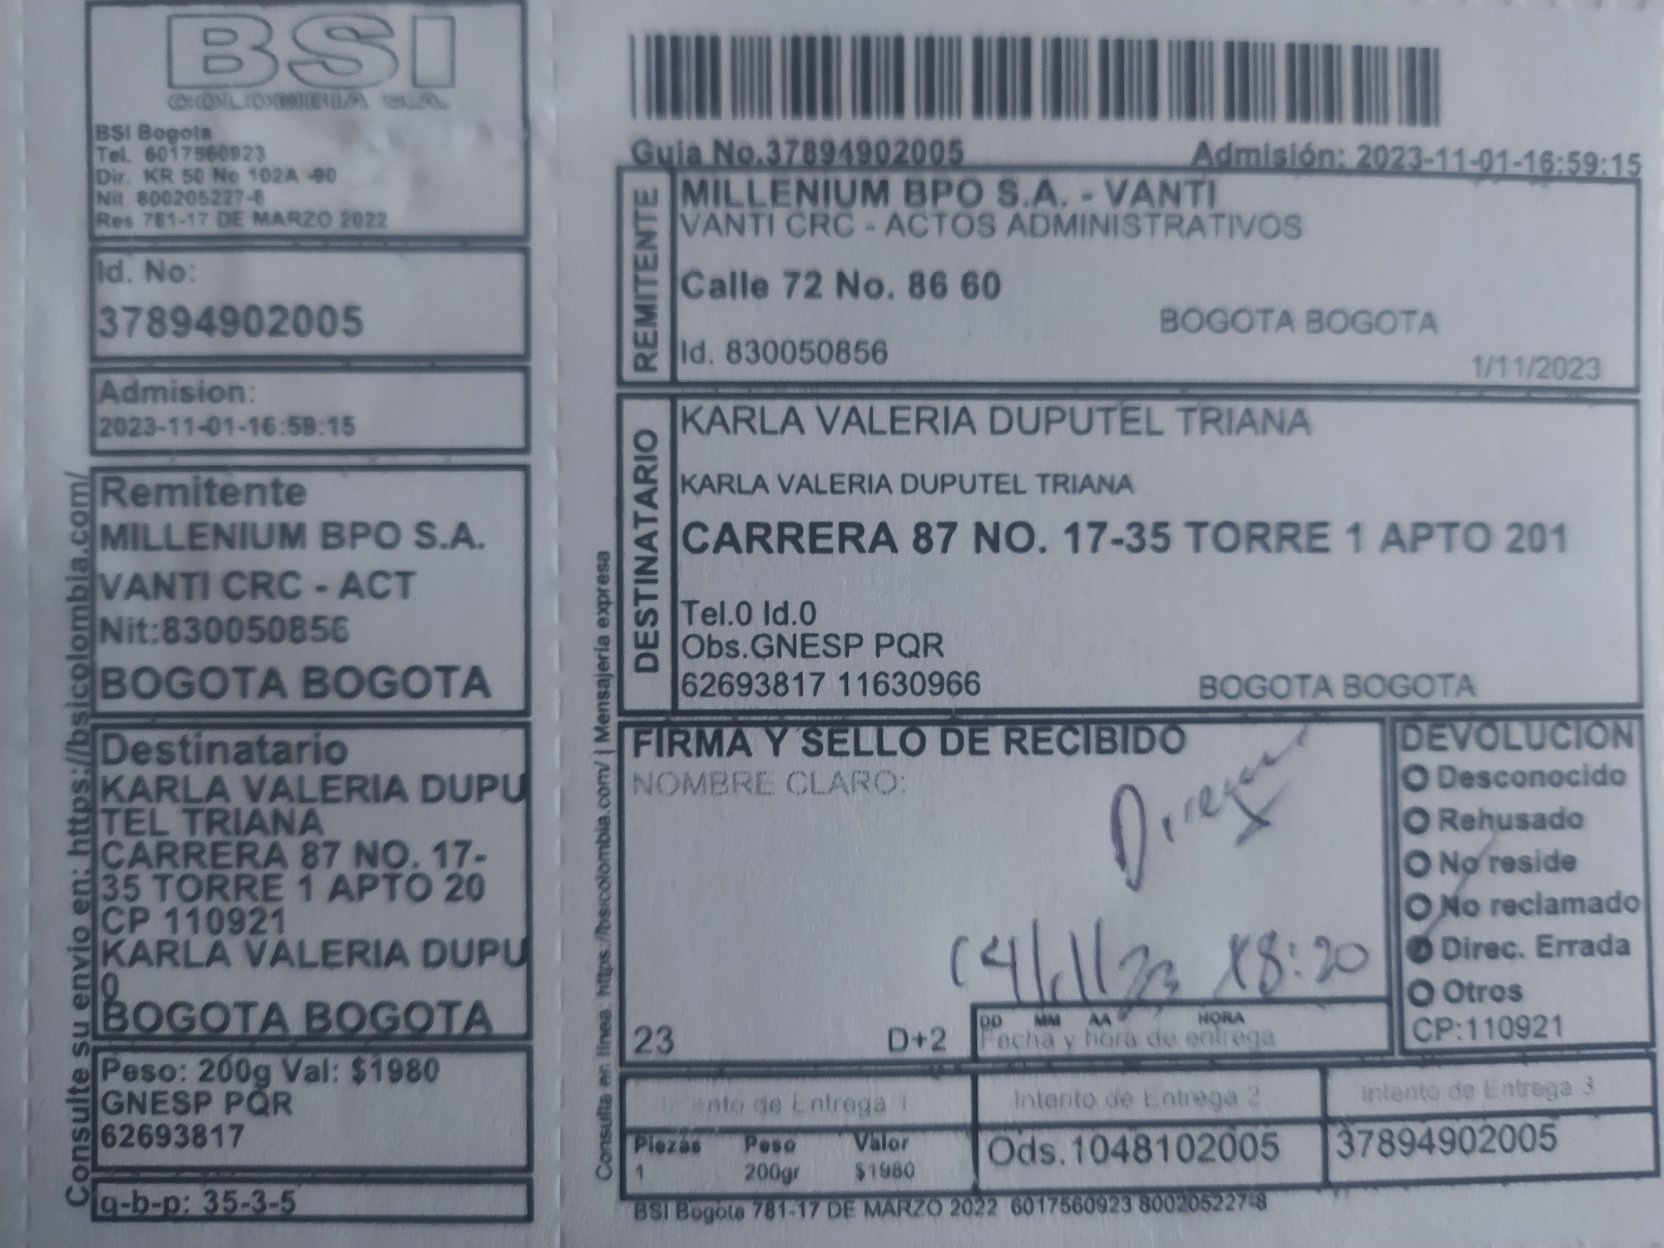 BSI
COLOMBIA S.A.
BSI Bogota
Tel. 6017560923
Dir. KR 50 No 102A -90
Nit 800205227-8
Res 781-17 DE MARZO 2022
Id. No:
37894902005
Admision:
2023-11-01-16:59:15
Remitente
MILLENIUM BPO S.A.
VANTI CRC - ACT
Nit:830050856
BOGOTA BOGOTA
Destinatario
KARLA VALERIA DUPU
TEL TRIANA
CARRERA 87 NO. 17-
35 TORRE 1 APTO 20
CP 110921
KARLA VALERIA DUPU
0
BOGOTA BOGOTA
Peso: 200g Val: $1980
GNESP PQR
62693817
q-b-p: 35-3-5
Consulte su envio en: https://bsicolombia.com/
Consulta en línea: https://bsicolombia.com/ | Mensajería expresa
Guia No.37894902005 Admisión: 2023-11-01-16:59:15
REMITENTE
MILLENIUM BPO S.A. - VANTI
VANTI CRC - ACTOS ADMINISTRATIVOS
Calle 72 No. 86 60
BOGOTA BOGOTA
Id. 830050856
1/11/2023
DESTINATARIO
KARLA VALERIA DUPUTEL TRIANA
KARLA VALERIA DUPUTEL TRIANA
CARRERA 87 NO. 17-35 TORRE 1 APTO 201
Tel.0 Id.0
Obs.GNESP PQR
62693817 11630966 BOGOTA BOGOTA
FIRMA Y SELLO DE RECIBIDO
NOMBRE CLARO:
8:20
23 D+2
DD MM AA HORA
Fecha y hora de entrega
DEVOLUCION
Desconocido
Rehusado
No reside
No reclamado
Direc. Errada
Otros
CP:110921
de Entrega 1 Intento de Entrega 2 Intento de Entrega 3
Piezas Peso Valor
1 200gr $1980
Ods.1048102005 37894902005
BSI Bogota 781-17 DE MARZO 2022 6017560923 800205227-8